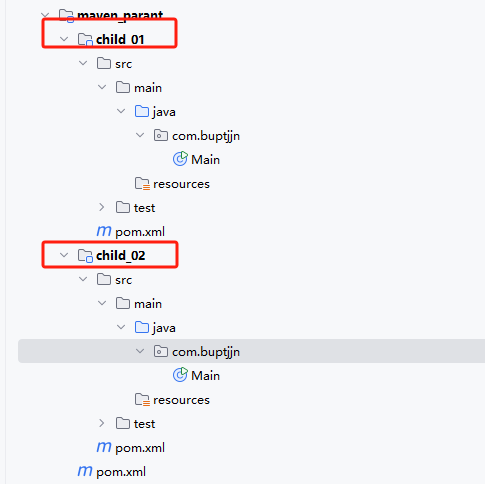 maven_parant
child_01
src
main
java
com.buptjjn
Main
resources
test
pom.xml
child_02
src
main
java
com.buptjjn
Main
resources
test
pom.xml
pom.xml